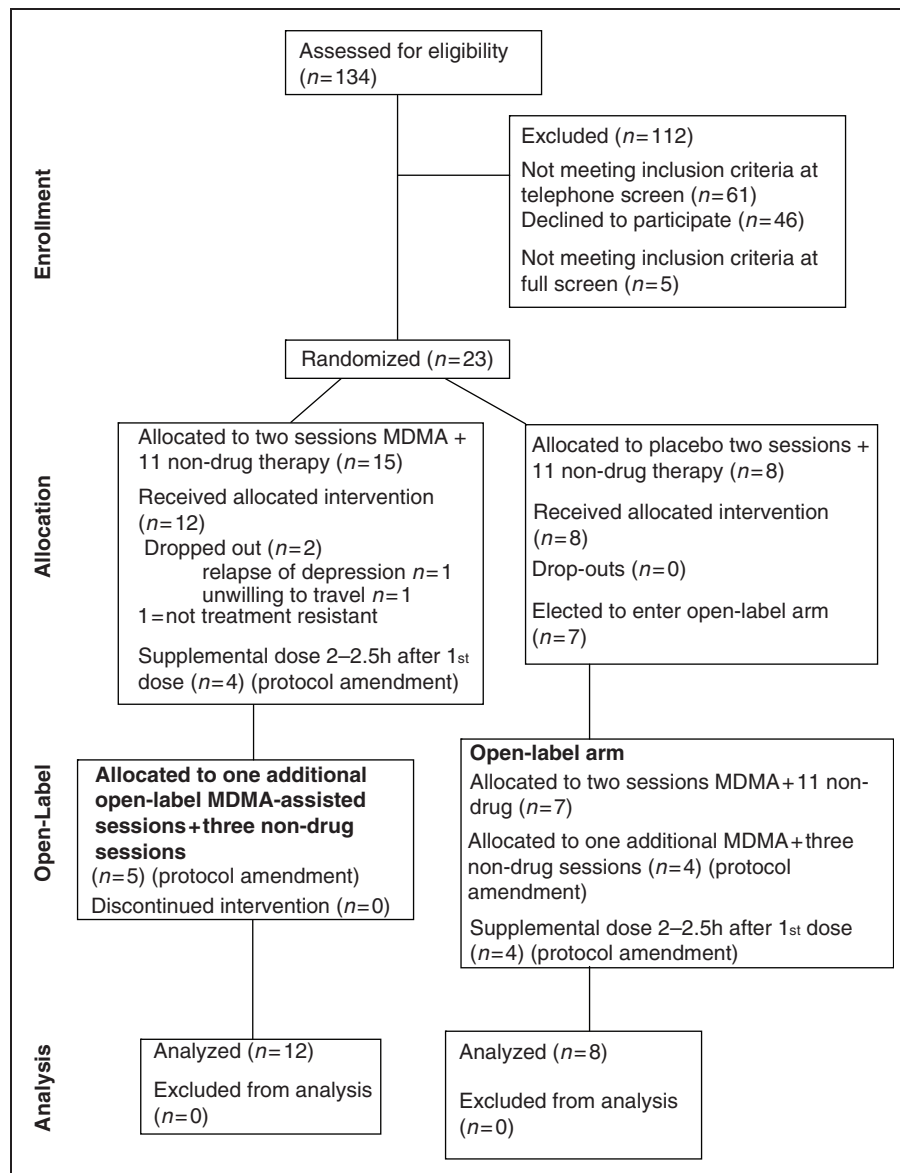 Assessed for eligibility
(n=134)
Enrollment
Excluded (n=112)
Not meeting inclusion criteria at
telephone screen (n=61)
Declined to participate (n=46)
Not meeting inclusion criteria at
full screen (n=5)
Randomized (n=23)
Allocation
Allocated to two sessions MDMA +
11 non-drug therapy (n=15)
Received allocated intervention
(n=12)
Dropped out (n=2)
relapse of depression n=1
unwilling to travel n=1
1=not treatment resistant
Supplemental dose 2–2.5h after 1st
dose (n=4) (protocol amendment)
Allocated to placebo two sessions +
11 non-drug therapy (n=8)
Received allocated intervention
(n=8)
Drop-outs (n=0)
Elected to enter open-label arm
(n=7)
Open-Label
Allocated to one additional
open-label MDMA-assisted
sessions+three non-drug
sessions
(n=5) (protocol amendment)
Discontinued intervention (n=0)
Open-label arm
Allocated to two sessions MDMA+11 non-
drug (n=7)
Allocated to one additional MDMA+three
non-drug sessions (n=4) (protocol
amendment)
Supplemental dose 2–2.5h after 1st dose
(n=4) (protocol amendment)
Analysis
Analyzed (n=12)
Excluded from analysis
(n=0)
Analyzed (n=8)
Excluded from analysis
(n=0)